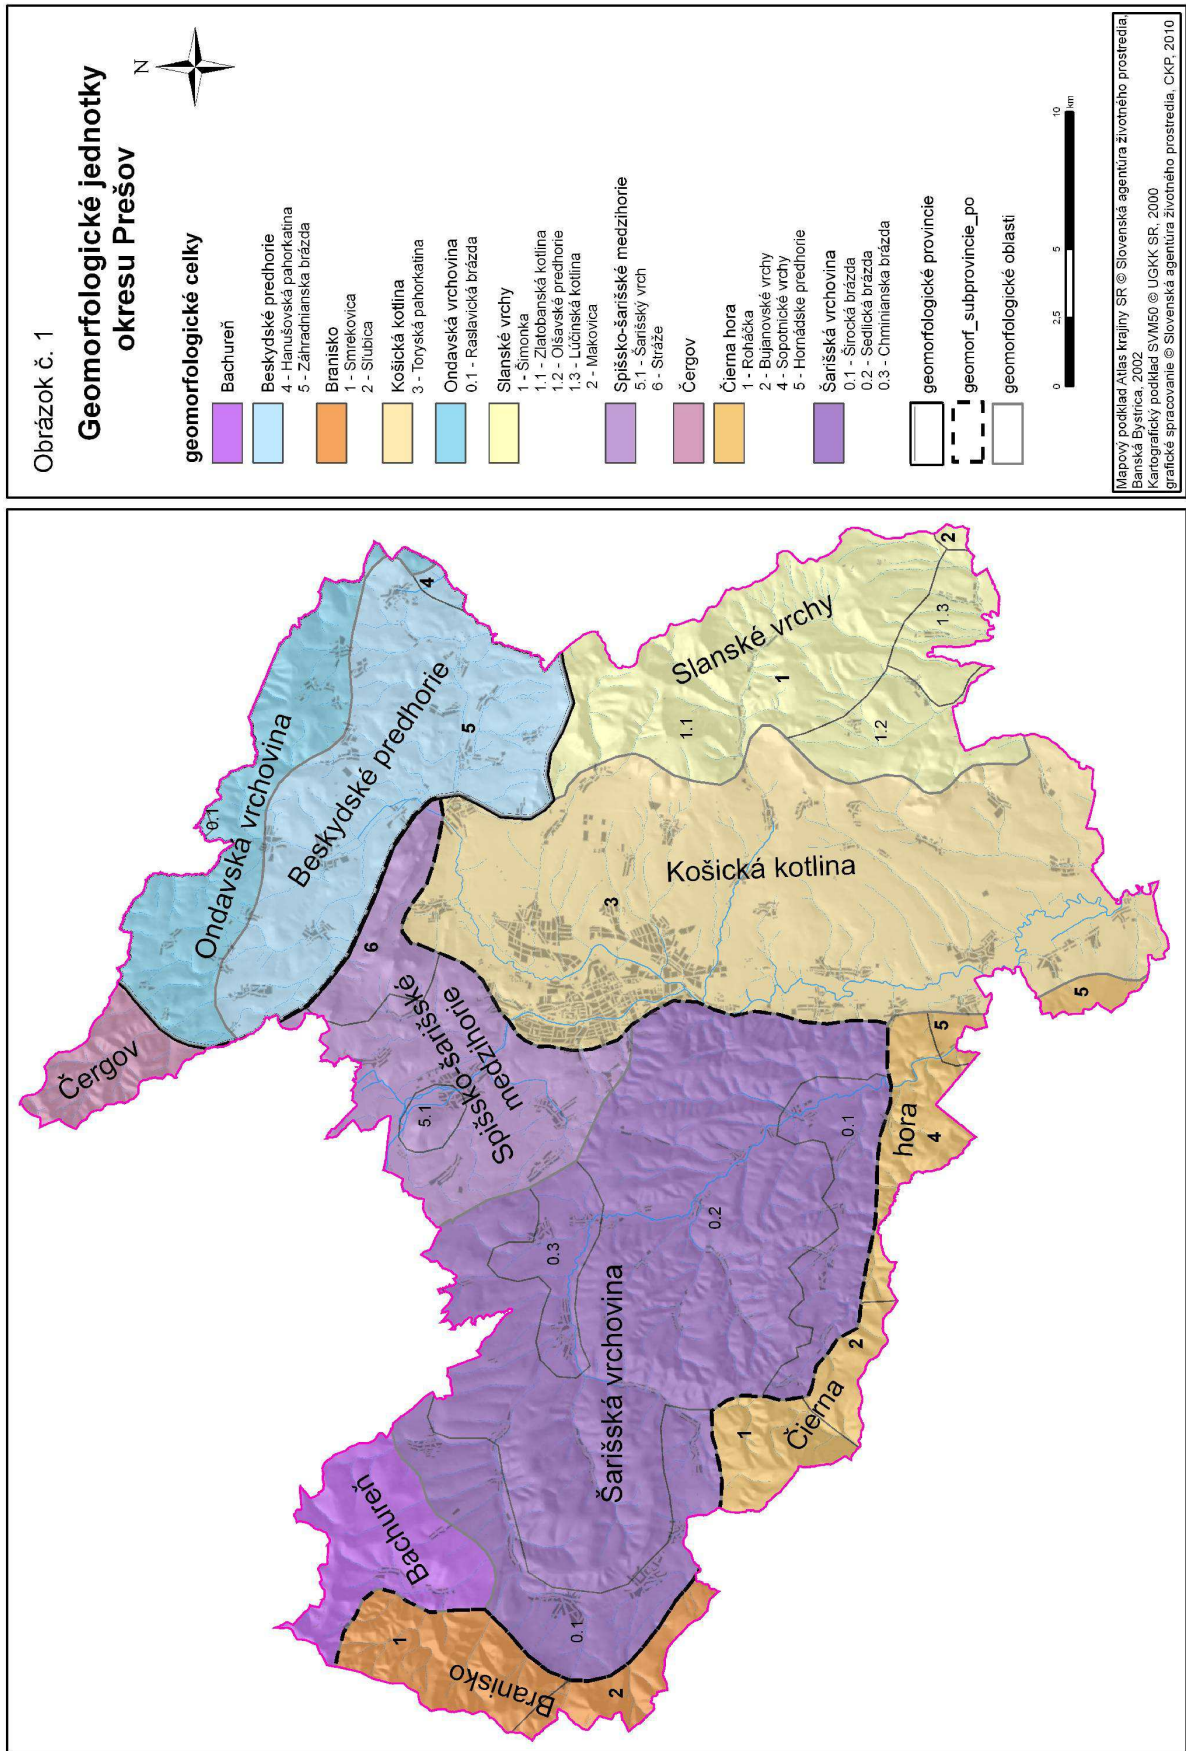 Obrázok č. 1
Geomorfologické jednotky
okresu Prešov
N
geomorfologické celky
Bachureň
Beskydské predhorie
4 - Hanušovská pahorkatina
5 - Záhradnianska brázda
Branisko
1 - Smrekovica
2 - Sľubica
Košická kotlina
3 - Toryská pahorkatina
Ondavská vrchovina
0.1 - Raslavická brázda
Slanské vrchy
1 - Šimonka
1.1 - Zlatobanská kotlina
1.2 - Olšavské predhorie
1.3 - Lúčinská kotlina
2 - Makovica
Spišsko-šarišské medzihorie
5.1 - Šarišský vrch
6 - Stráže
Čergov
Čierna hora
1 - Roháčka
2 - Bujanovské vrchy
4 - Sopotnické vrchy
5 - Hornádske predhorie
Šarišská vrchovina
0.1 - Široká brázda
0.2 - Sedlická brázda
0.3 - Chminianska brázda
geomorfologické provincie
geomorf_subprovincie_po
geomorfologické oblasti
0 2,5 5 10
km
Mapový podklad Atlas krajiny SR © Slovenská agentúra životného prostredia,
Banská Bystrica, 2002
Kartografický podklad SVM50 © UGKK SR, 2000
grafické spracovanie © Slovenská agentúra životného prostredia, CKP, 2010
Čergov
Ondavská vrchovina
0.1
Beskydské predhorie
4
5
6
Spišsko-šarišské
medzihorie
5.1
Bachureň
Branisko
1
2
Šarišská vrchovina
0.1
0.3
0.2
0.1
Košická kotlina
3
Slanské vrchy
1.1
1
1.2
1.3
2
Čierna
hora
1
2
4
5
5